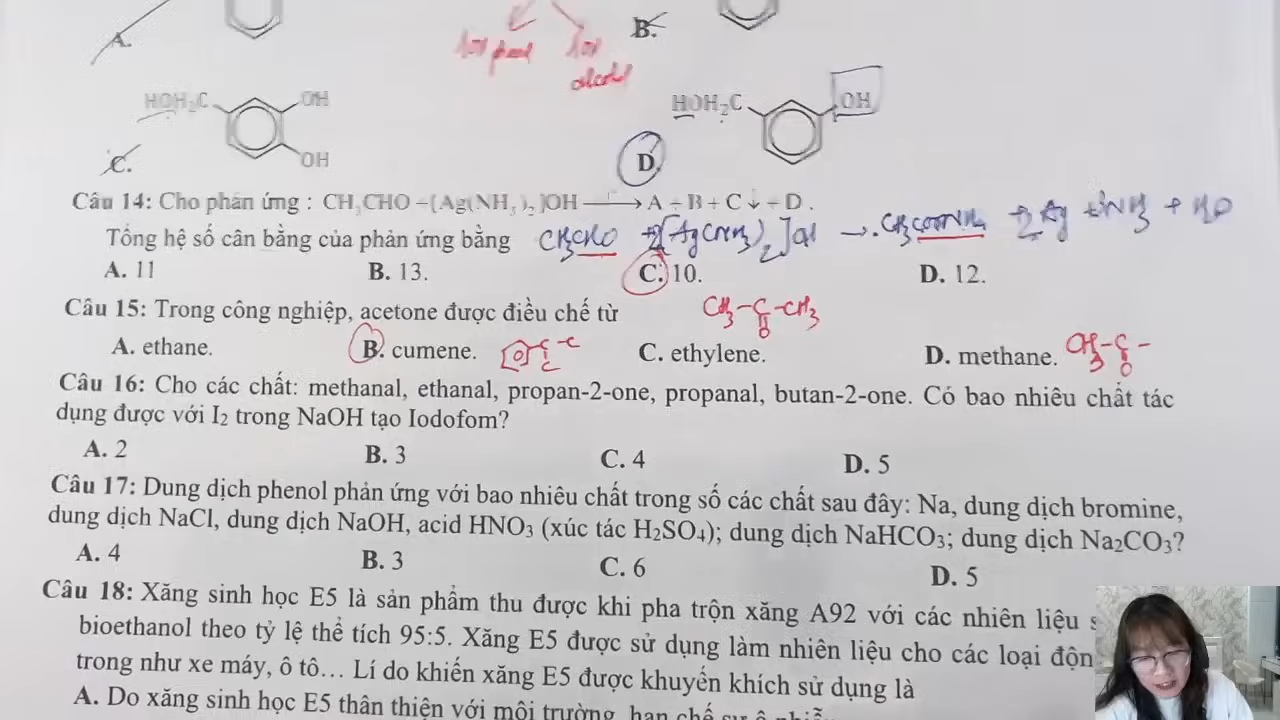 A.
B.
1OH phenol
1OH
alcohol
HOH₂C OH
OH
C.
HOH₂C OH
D.
Câu 14: Cho phản ứng : CH₃CHO +[Ag(NH₃)₂]OH ⟶ A + B + C ↓ + D .
Tổng hệ số cân bằng của phản ứng bằng CH₃CHO +2[Ag(NH₃)₂]OH → CH₃COONH₄ + 2Ag + 3NH₃ + H₂O
A. 11 B. 13. C. 10. D. 12.
Câu 15: Trong công nghiệp, acetone được điều chế từ CH₃-C-CH₃
O
A. ethane. B. cumene. C-C C. ethylene. D. methane. CH₃-C-
C O
Câu 16: Cho các chất: methanal, ethanal, propan-2-one, propanal, butan-2-one. Có bao nhiêu chất tác
dụng được với I₂ trong NaOH tạo Iodofom?
A. 2 B. 3 C. 4 D. 5
Câu 17: Dung dịch phenol phản ứng với bao nhiêu chất trong số các chất sau đây: Na, dung dịch bromine,
dung dịch NaCl, dung dịch NaOH, acid HNO₃ (xúc tác H₂SO₄); dung dịch NaHCO₃; dung dịch Na₂CO₃?
A. 4 B. 3 C. 6 D. 5
Câu 18: Xăng sinh học E5 là sản phẩm thu được khi pha trộn xăng A92 với các nhiên liệu s
bioethanol theo tỷ lệ thể tích 95:5. Xăng E5 được sử dụng làm nhiên liệu cho các loại độn
trong như xe máy, ô tô… Lí do khiến xăng E5 được khuyến khích sử dụng là
A. Do xăng sinh học E5 thân thiện với môi trường, hạn chế sự ô nhiễ